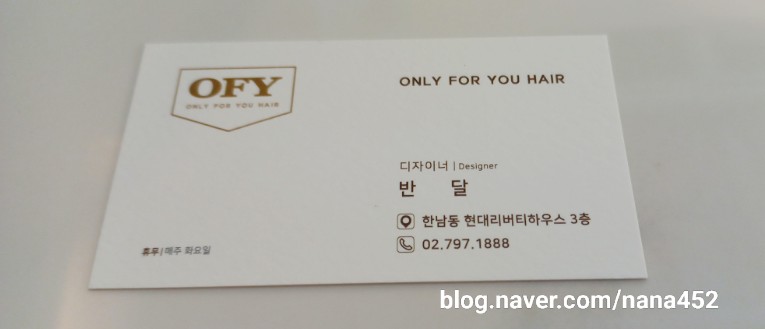 OFY
ONLY FOR YOU HAIR
ONLY FOR YOU HAIR
디자이너 | Designer
반 달
한남동 현대리버티하우스 3층
02.797.1888
휴무 | 매주 화요일
blog.naver.com/nana452